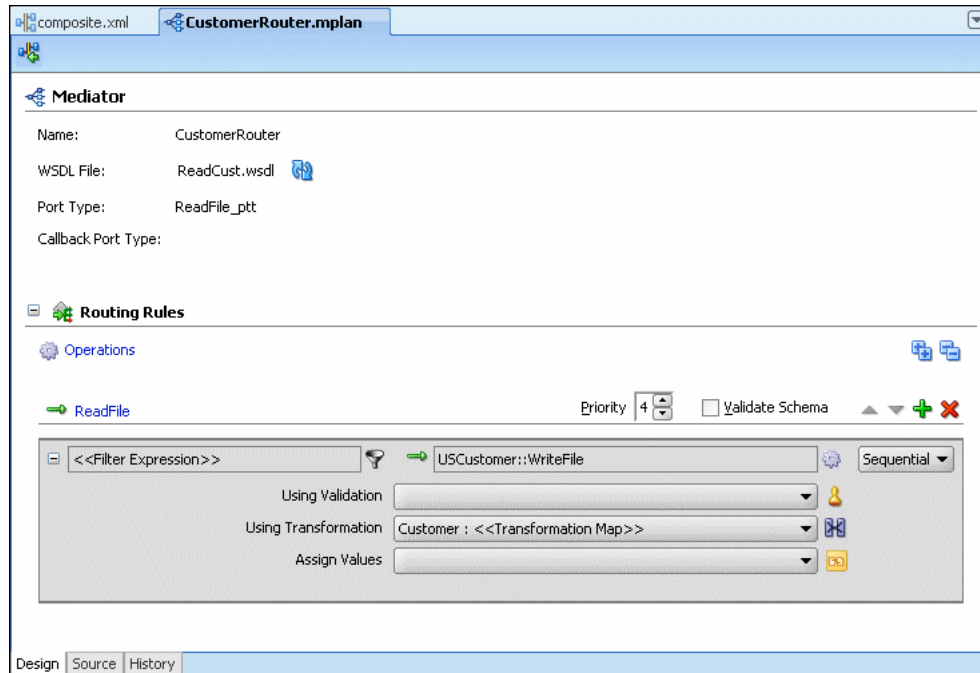 composite.xml CustomerRouter.mplan
Mediator
Name: CustomerRouter
WSDL File: ReadCust.wsdl
Port Type: ReadFile_ptt
Callback Port Type:
Routing Rules
Operations
ReadFile Priority 4 Validate Schema
<<Filter Expression>> USCustomer::WriteFile Sequential
Using Validation
Using Transformation Customer : <<Transformation Map>>
Assign Values
Design Source History